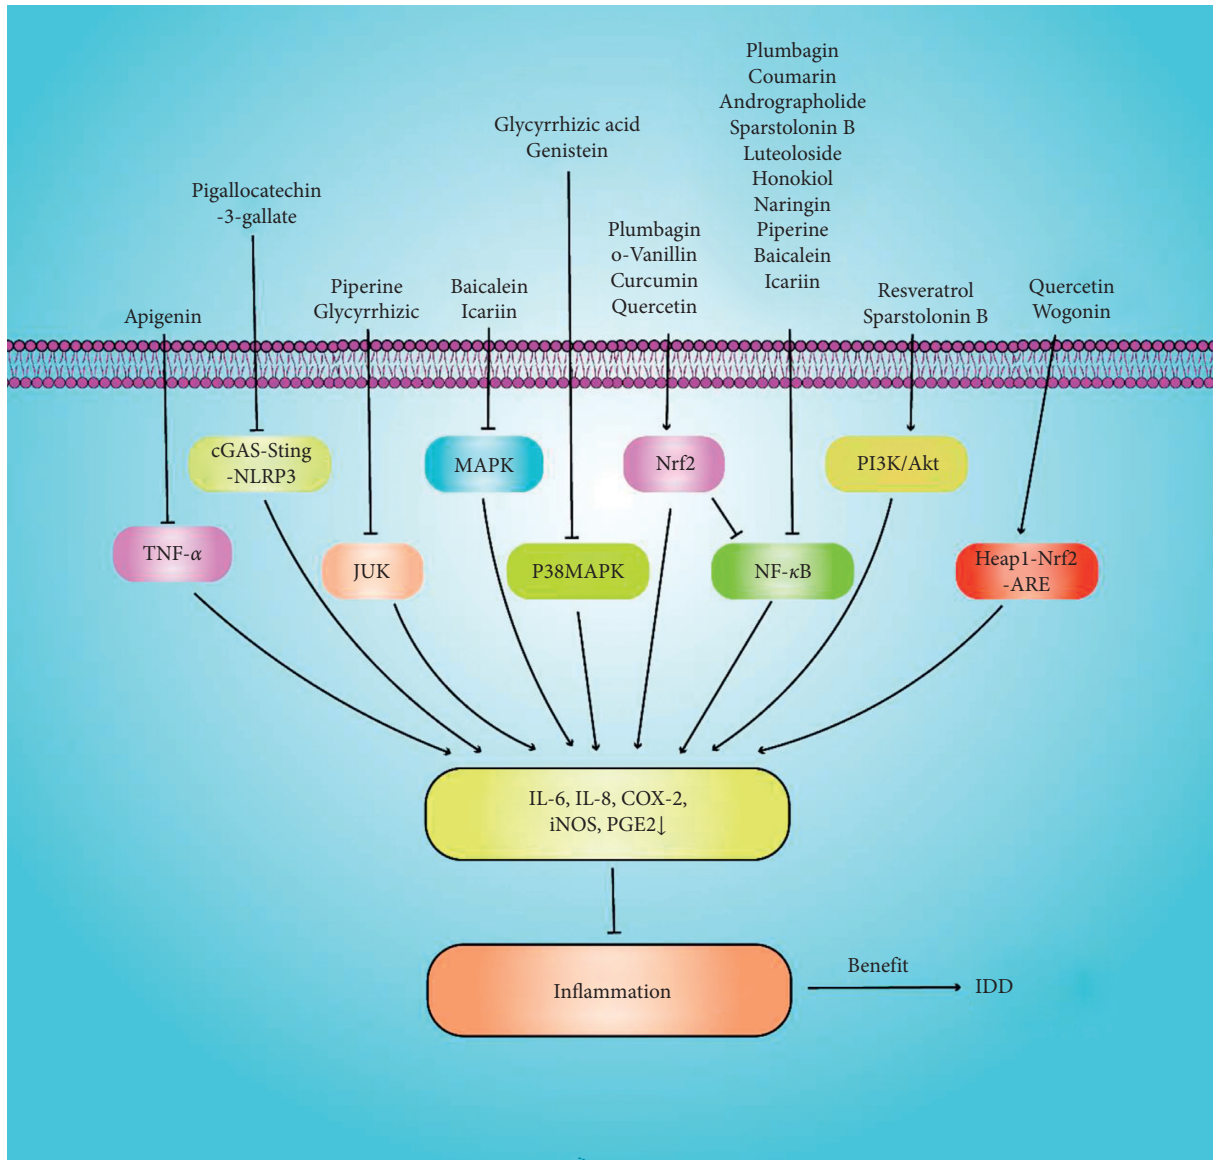 Plumbagin
Coumarin
Andrographolide
Sparstolonin B
Luteoloside
Honokiol
Naringin
Piperine
Baicalein
Icariin
Glycyrrhizic acid
Genistein
Pigallocatechin
-3-gallate
Plumbagin
o-Vanillin
Curcumin
Quercetin
Apigenin
Piperine
Glycyrrhizic
Baicalein
Icariin
Resveratrol
Sparstolonin B
Quercetin
Wogonin
cGAS-Sting
-NLRP3
MAPK
Nrf2
PI3K/Akt
TNF-α
JUK
P38MAPK
NF-κB
Heap1-Nrf2
-ARE
IL-6, IL-8, COX-2,
iNOS, PGE2↓
Inflammation
Benefit
IDD